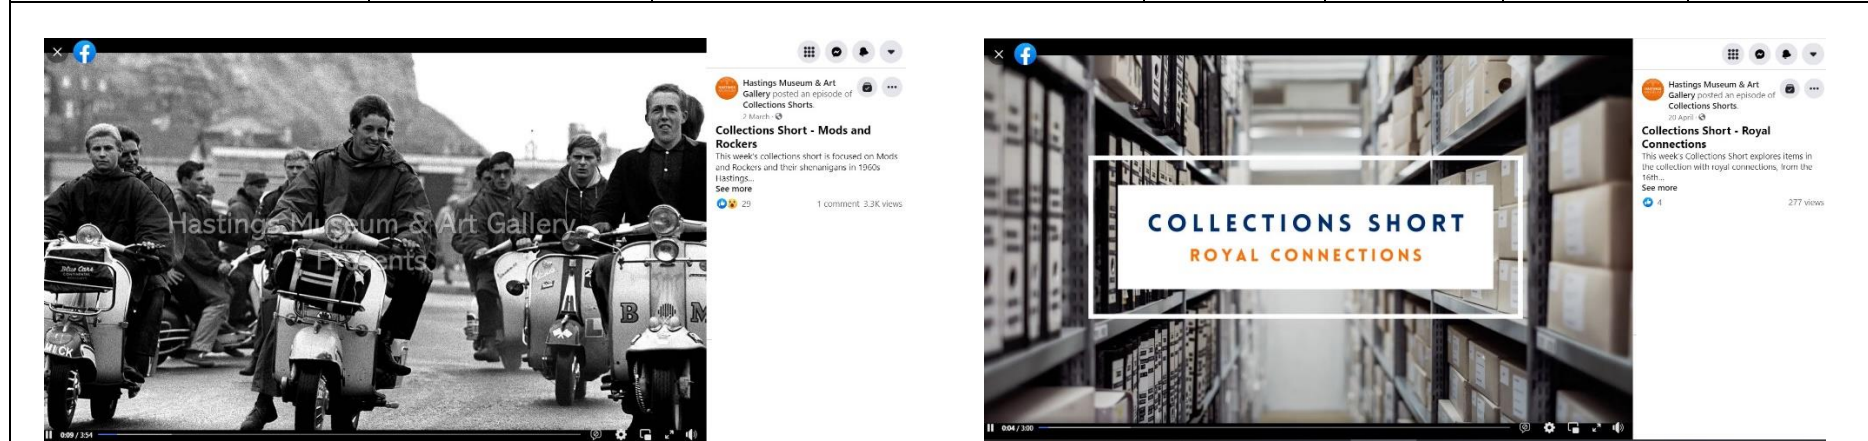 Hastings Museum & Art Gallery
Presents
Blue Cars
CONTINENTAL
MICK
B M
L
0:09 / 3:54
Hastings Museum & Art
Gallery posted an episode of
Collections Shorts.
2 March ·
Collections Short - Mods and
Rockers
This week's collections short is focused on Mods
and Rockers and their shenanigans in 1960s
Hastings...
See more
29
1 comment 3.3K views
COLLECTIONS SHORT
ROYAL CONNECTIONS
0:04 / 3:00
Hastings Museum & Art
Gallery posted an episode of
Collections Shorts.
20 April ·
Collections Short - Royal
Connections
This week's Collections Short explores items in
the collection with royal connections, from the
16th...
See more
4
277 views